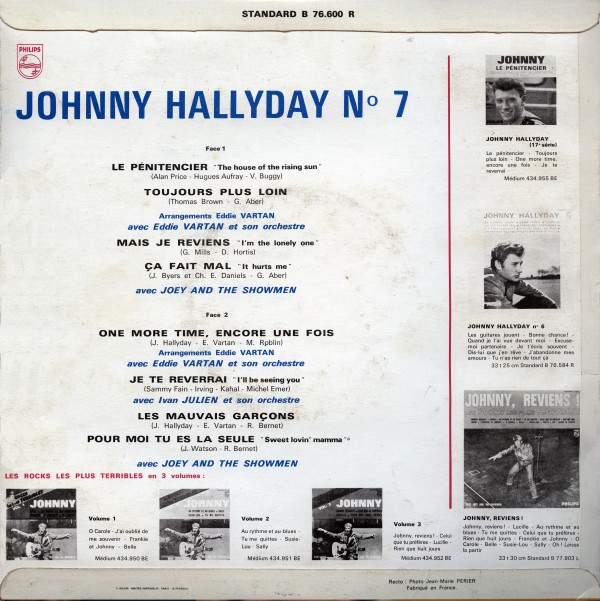 STANDARD B 76.600 R
PHILIPS
JOHNNY HALLYDAY No 7
Face 1
LE PÉNITENCIER "The house of the rising sun"
(Alan Price - Hugues Aufray - V. Buggy)
TOUJOURS PLUS LOIN
(Thomas Brown - G. Aber)
Arrangements Eddie VARTAN
avec Eddie VARTAN et son orchestre
MAIS JE REVIENS "I'm the lonely one"
(G. Mills - D. Hortis)
ÇA FAIT MAL "It hurts me"
(J. Byers et Ch. E. Daniels - G. Aber)
avec JOEY AND THE SHOWMEN
Face 2
ONE MORE TIME, ENCORE UNE FOIS
(J. Hallyday - E. Vartan - M. Rpblin)
Arrangements Eddie VARTAN
avec Eddie VARTAN et son orchestre
JE TE REVERRAI "I'll be seeing you"
(Sammy Fain - Irving - Kahal - Michel Emer)
avec Ivan JULIEN et son orchestre
LES MAUVAIS GARÇONS
(J. Hallyday - E. Vartan - R. Bernet)
POUR MOI TU ES LA SEULE "Sweet lovin' mamma"
(J. Watson - R. Bernet)
avec JOEY AND THE SHOWMEN
LES ROCKS LES PLUS TERRIBLES en 3 volumes :
JOHNNY
Volume 1
O Carole - J'ai oublié de
me souvenir - Frankie
et Johnny - Belle
Médium 434.950 BE
JOHNNY
Volume 2
Au rythme et au blues -
Tu me quittes - Susie-
Lou - Sally
Médium 434.951 BE
JOHNNY
Volume 3
Johnny, reviens ! - Celui
que tu préfères - Lucille -
Rien que huit jours
Médium 434.952 BE
JOHNNY
LE PÉNITENCIER
JOHNNY HALLYDAY
(17e série)
Le pénitencier - Toujours
plus loin - One more time,
encore une fois - Je te
reverrai
Médium 434.955 BE
JOHNNY HALLYDAY
JOHNNY HALLYDAY n° 6
Les guitares jouent - Bonne chance ! -
Quand je l'ai vue devant moi - Excuse-
moi partenaire - Je t'écris souvent -
Dis-lui que j'en rêve - J'abandonne mes
amours - Tu n'as rien de tout ça
33 t 25 cm Standard B 76.584 R
JOHNNY, REVIENS !
PHILIPS
JOHNNY, REVIENS !
Johnny, reviens ! - Lucille - Au rythme et au
blues - Tu me quittes - Celui que tu préfères -
Rien que huit jours - Frankie et Johnny - O
Carole - Belle - Susie-Lou - Sally - Oh ! Laisse
la partir
33 t 30 cm Standard B 77.803 L
Recto : Photo Jean-Marie PERIER
Fabriqué en France.